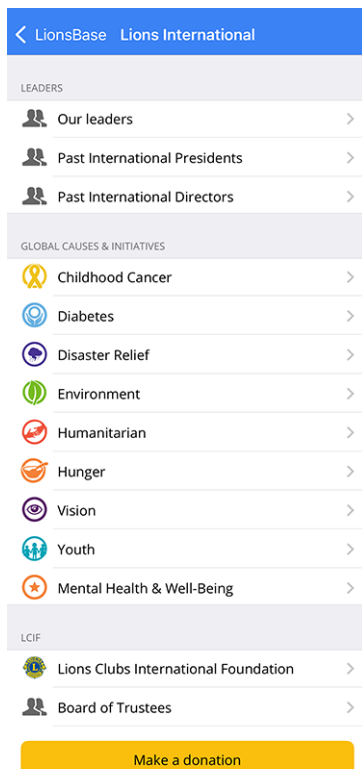 LionsBase Lions International
LEADERS
Our leaders
Past International Presidents
Past International Directors
GLOBAL CAUSES & INITIATIVES
Childhood Cancer
Diabetes
Disaster Relief
Environment
Humanitarian
Hunger
Vision
Youth
Mental Health & Well-Being
LCIF
Lions Clubs International Foundation
Board of Trustees
Make a donation